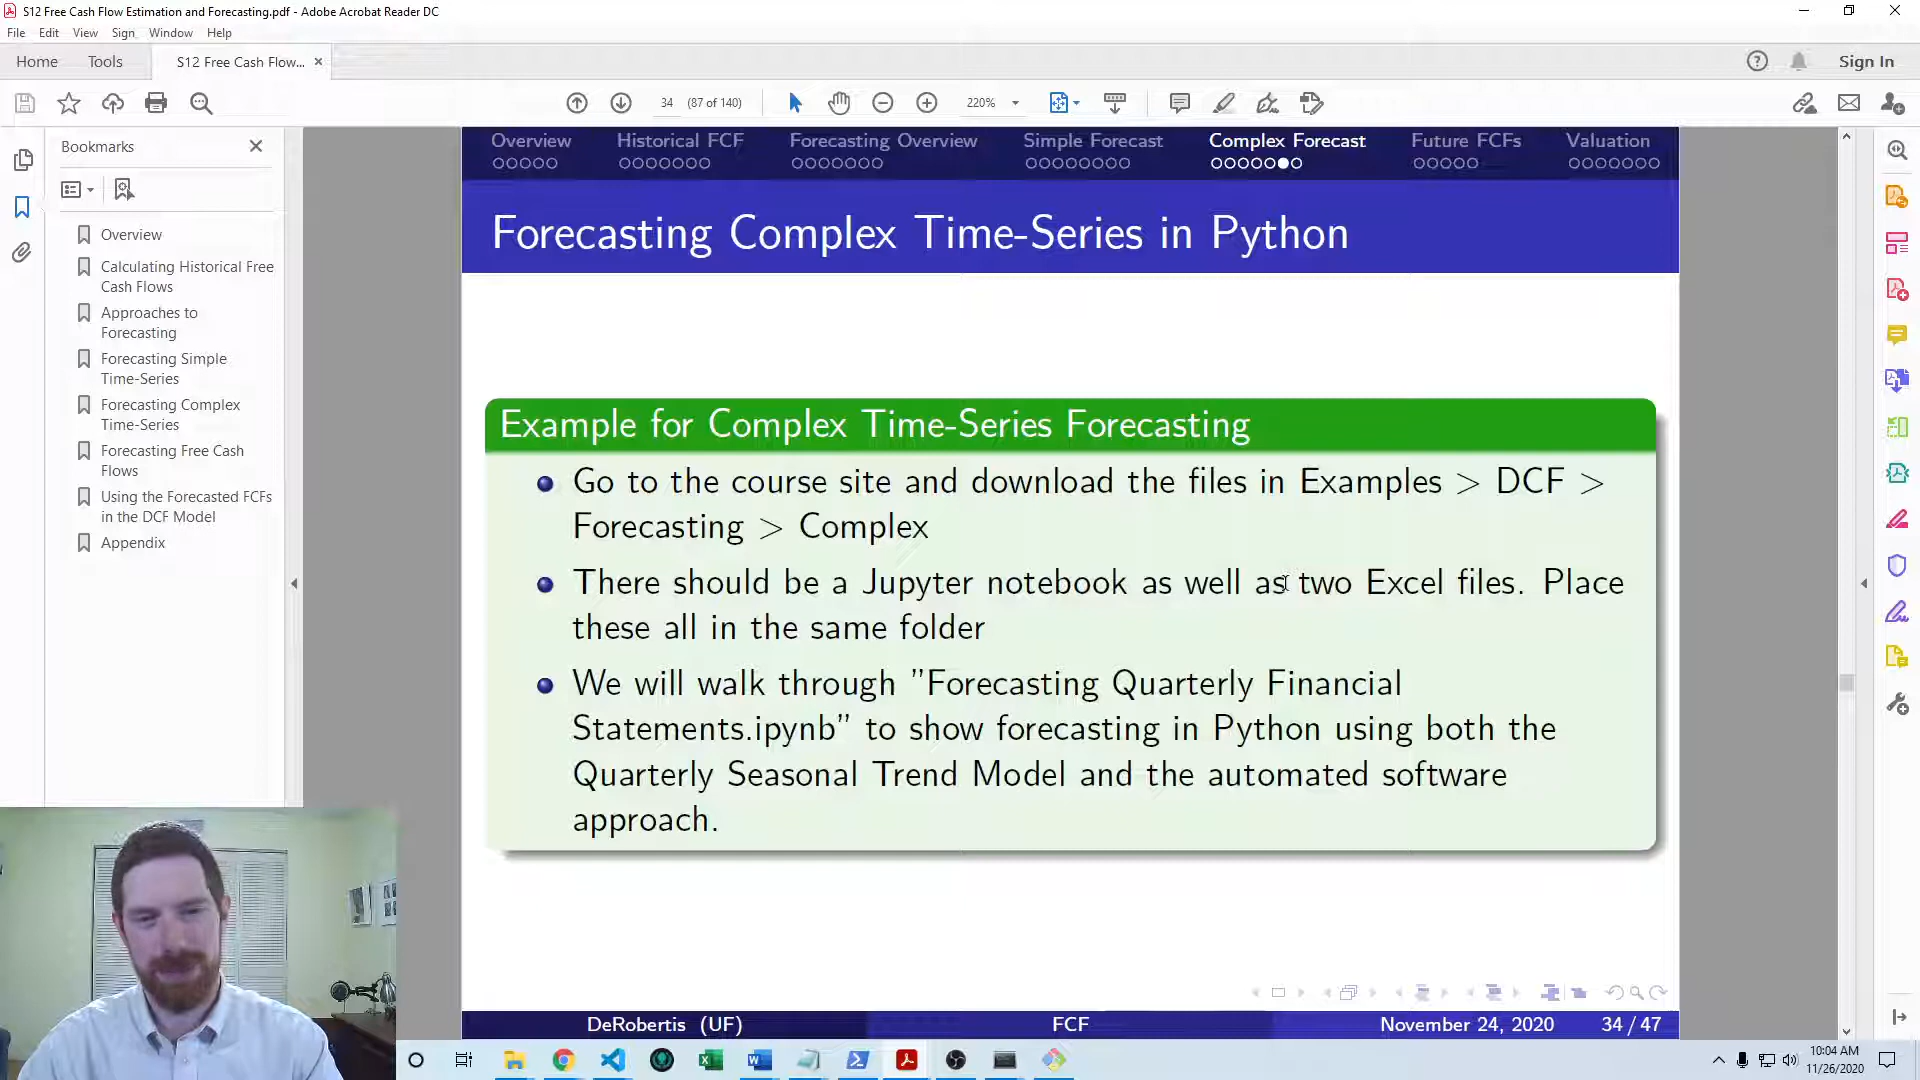 S12 Free Cash Flow Estimation and Forecasting.pdf - Adobe Acrobat Reader DC
File Edit View Sign Window Help
Home Tools S12 Free Cash Flow... ×
Sign In
34 (87 of 140) 220%
Bookmarks
Overview
Calculating Historical Free
Cash Flows
Approaches to
Forecasting
Forecasting Simple
Time-Series
Forecasting Complex
Time-Series
Forecasting Free Cash
Flows
Using the Forecasted FCFs
in the DCF Model
Appendix
Overview Historical FCF Forecasting Overview Simple Forecast Complex Forecast Future FCFs Valuation
Forecasting Complex Time-Series in Python
Example for Complex Time-Series Forecasting
Go to the course site and download the files in Examples > DCF >
Forecasting > Complex
There should be a Jupyter notebook as well as two Excel files. Place
these all in the same folder
We will walk through ”Forecasting Quarterly Financial
Statements.ipynb” to show forecasting in Python using both the
Quarterly Seasonal Trend Model and the automated software
approach.
DeRobertis (UF) FCF November 24, 2020 34 / 47
10:04 AM
11/26/2020